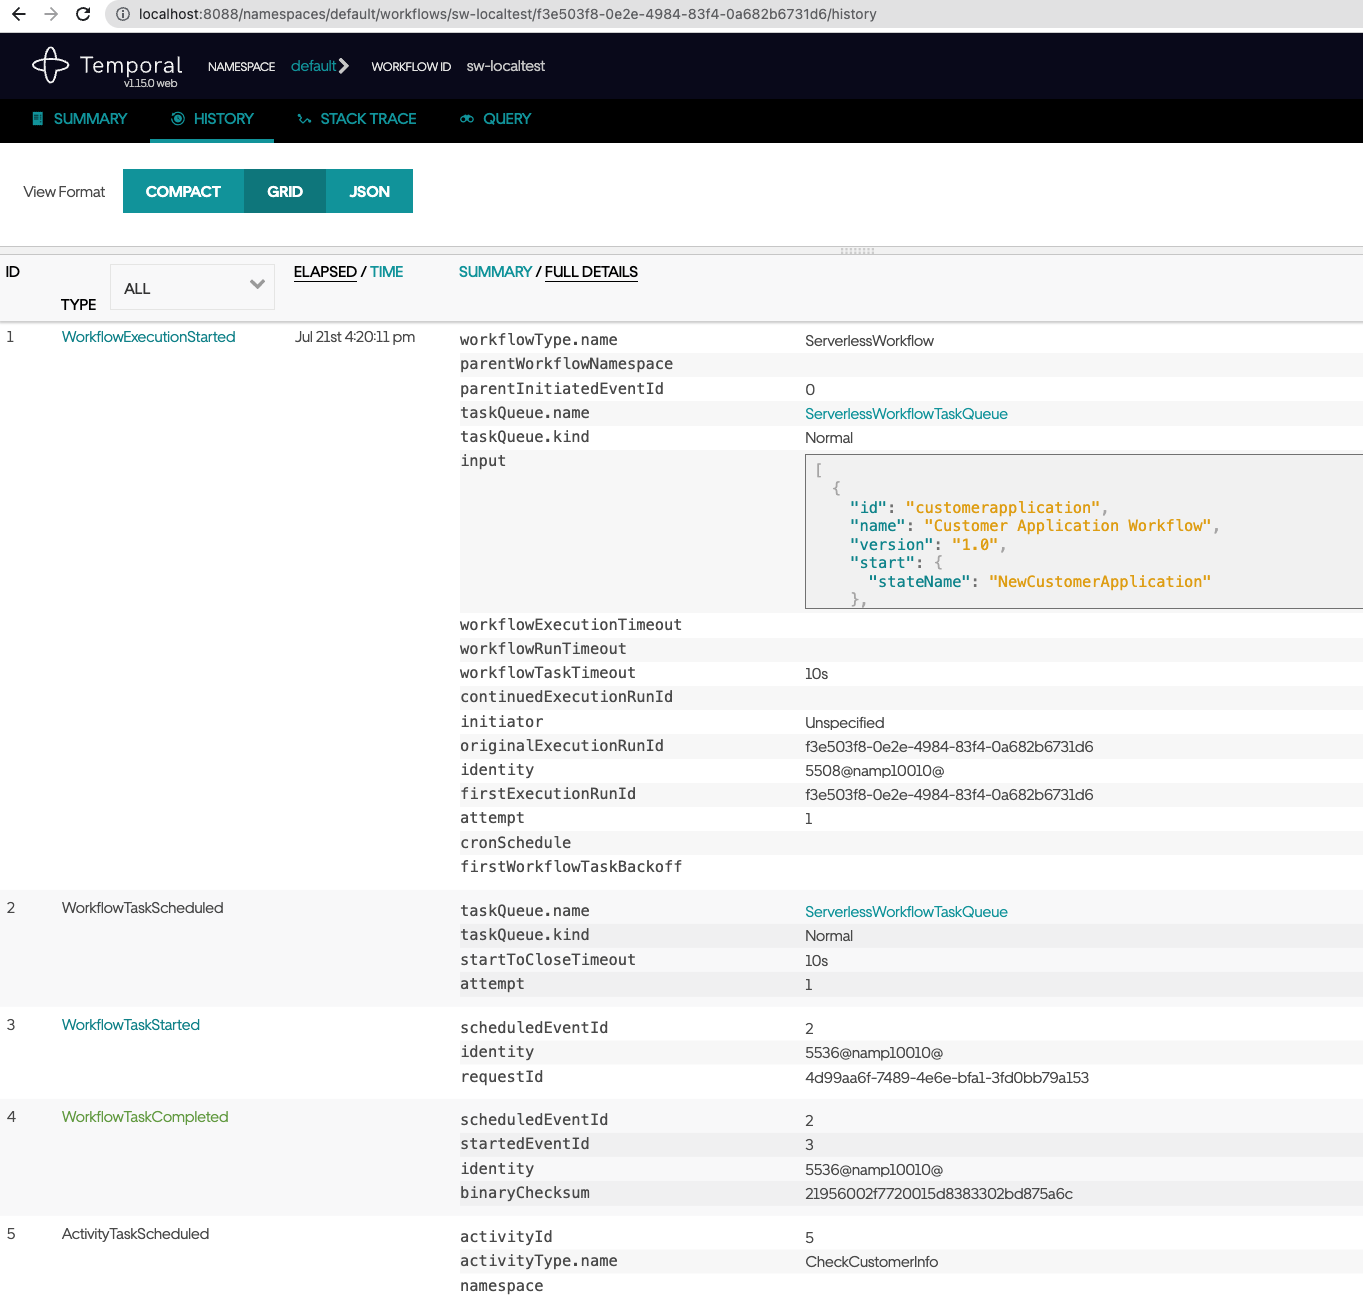 localhost:8088/namespaces/default/workflows/sw-localtest/f3e503f8-0e2e-4984-83f4-0a682b6731d6/history
Temporal
v1.15.0 web
NAMESPACE default WORKFLOW ID sw-localtest
SUMMARY HISTORY STACK TRACE QUERY
View Format COMPACT GRID JSON
ID TYPE ALL ELAPSED / TIME SUMMARY / FULL DETAILS
1 WorkflowExecutionStarted Jul 21st 4:20:11 pm workflowType.name ServerlessWorkflow
parentWorkflowNamespace
parentInitiatedEventId 0
taskQueue.name ServerlessWorkflowTaskQueue
taskQueue.kind Normal
input
[
{
"id": "customerapplication",
"name": "Customer Application Workflow",
"version": "1.0",
"start": {
"stateName": "NewCustomerApplication"
},
workflowExecutionTimeout
workflowRunTimeout
workflowTaskTimeout 10s
continuedExecutionRunId
initiator Unspecified
originalExecutionRunId f3e503f8-0e2e-4984-83f4-0a682b6731d6
identity 5508@namp10010@
firstExecutionRunId f3e503f8-0e2e-4984-83f4-0a682b6731d6
attempt 1
cronSchedule
firstWorkflowTaskBackoff
2 WorkflowTaskScheduled taskQueue.name ServerlessWorkflowTaskQueue
taskQueue.kind Normal
startToCloseTimeout 10s
attempt 1
3 WorkflowTaskStarted scheduledEventId 2
identity 5536@namp10010@
requestId 4d99aa6f-7489-4e6e-bfa1-3fd0bb79a153
4 WorkflowTaskCompleted scheduledEventId 2
startedEventId 3
identity 5536@namp10010@
binaryChecksum 21956002f7720015d8383302bd875a6c
5 ActivityTaskScheduled activityId 5
activityType.name CheckCustomerInfo
namespace